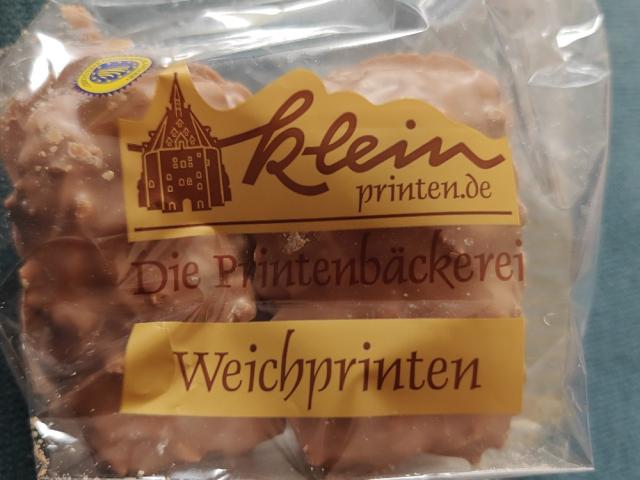 klein
printen.de
Die Printenbäckerei
Weichprinten